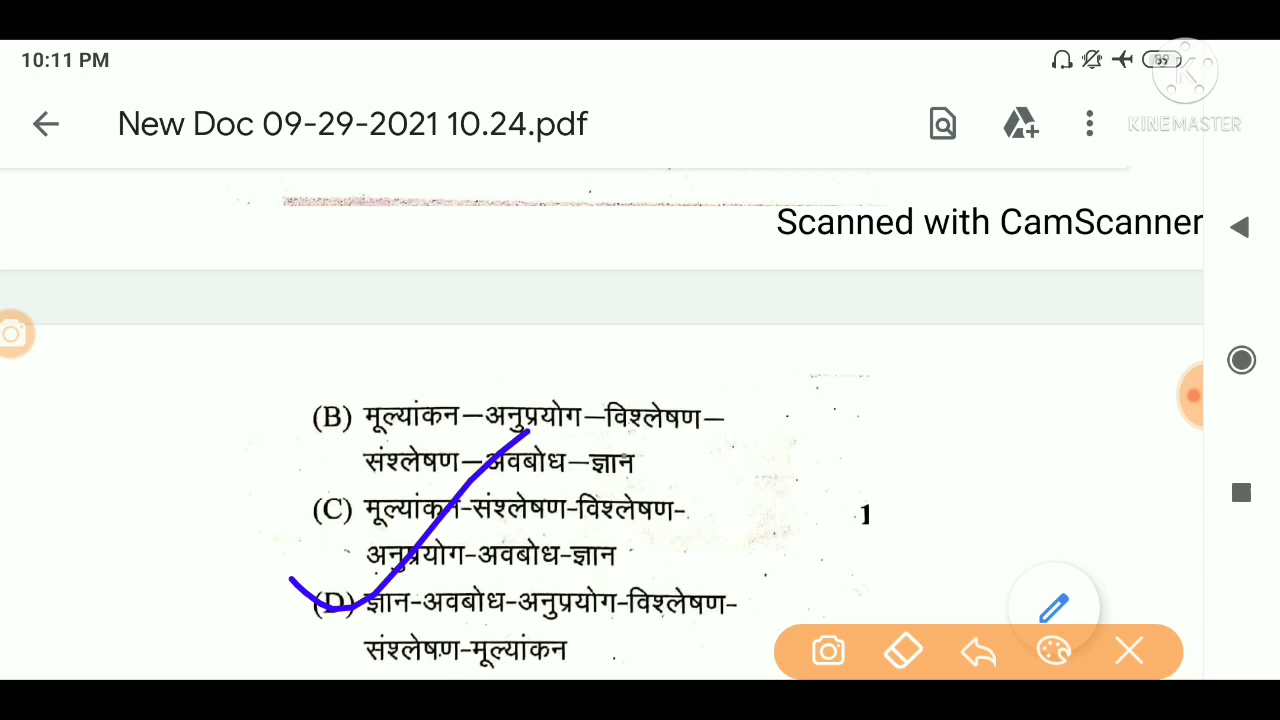 10:11 PM
89
New Doc 09-29-2021 10.24.pdf
KINEMASTER
Scanned with CamScanner
(B) मूल्यांकन–अनुप्रयोग–विश्लेषण–
संश्लेषण–अवबोध–ज्ञान
(C) मूल्यांकन-संश्लेषण-विश्लेषण-
1
अनुप्रयोग-अवबोध-ज्ञान
(D) ज्ञान-अवबोध-अनुप्रयोग-विश्लेषण-
संश्लेषण-मूल्यांकन